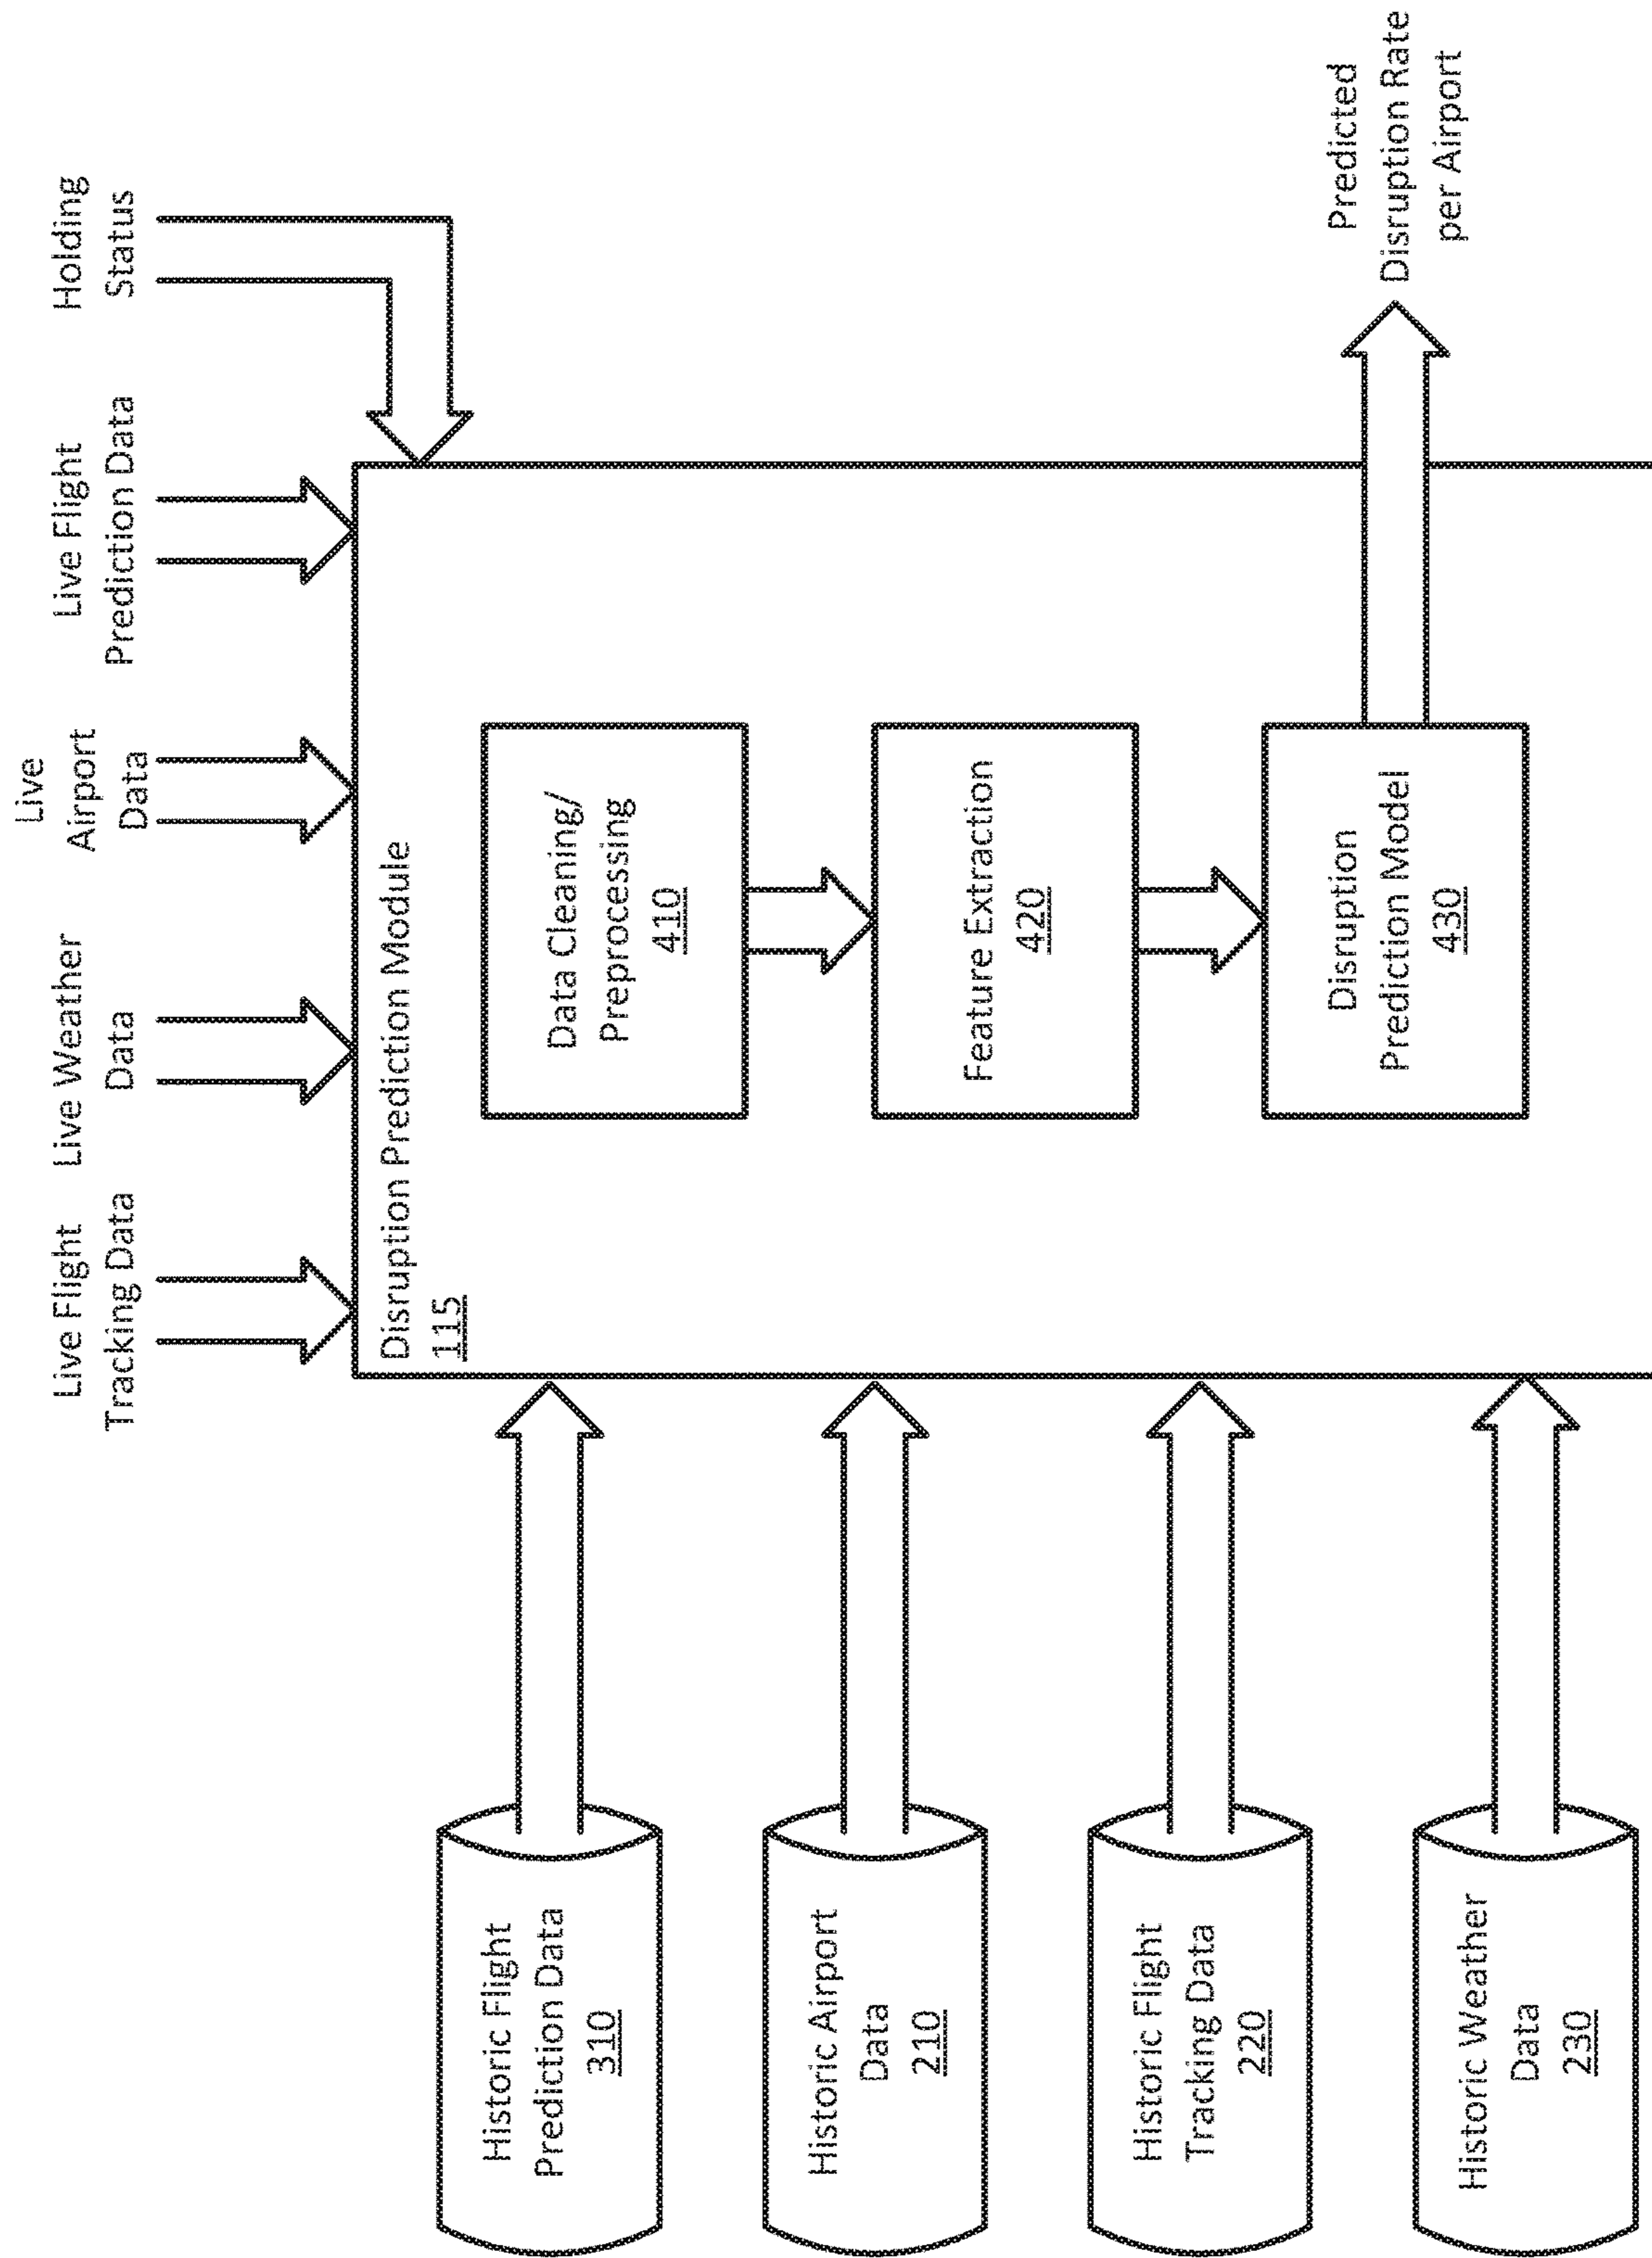 Live Flight
Tracking Data
Live Weather
Data
Live
Airport
Data
Live Flight
Prediction Data
Holding
Status
Historic Flight
Prediction Data
310
Historic Airport
Data
210
Historic Flight
Tracking Data
220
Historic Weather
Data
230
Disruption Prediction Module
115
Data Cleaning/
Preprocessing
410
Feature Extraction
420
Disruption
Prediction Model
430
Predicted
Disruption Rate
per Airport